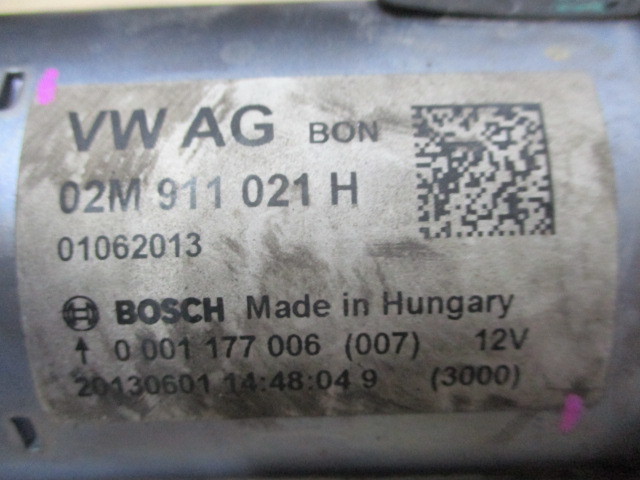 VW AG BON
02M 911 021 H
01062013
BOSCH Made in Hungary
↑ 0 001 177 006 (007) 12V
20130601 14:48:04 9 (3000)